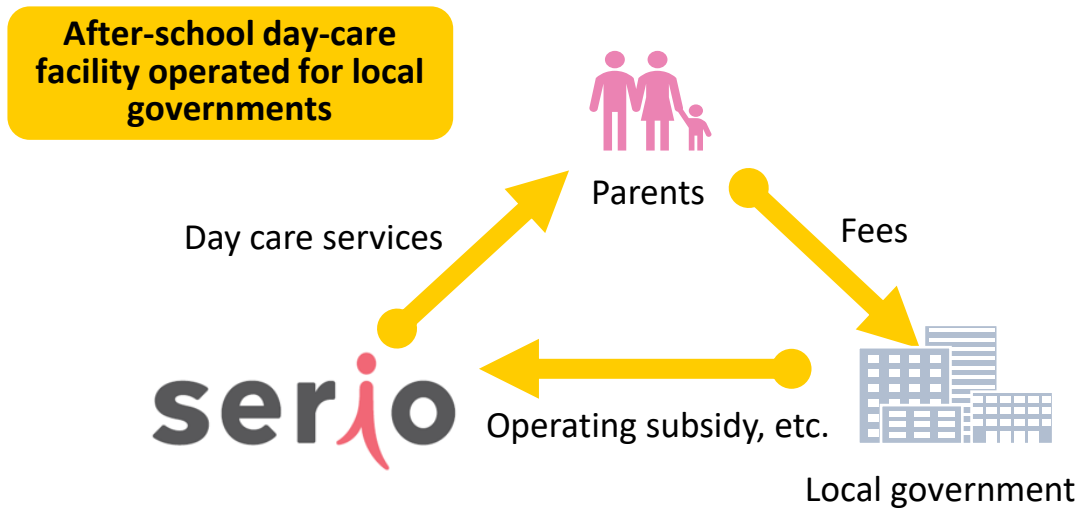 After-school day-care
facility operated for local
governments
Parents
Day care services
Fees
serio
Operating subsidy, etc.
Local government